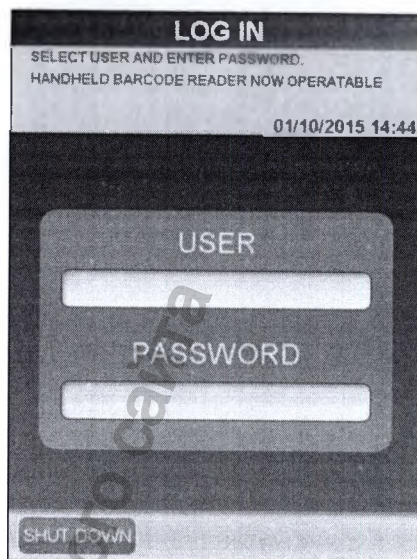 LOG IN
SELECT USER AND ENTER PASSWORD.
HANDHELD BARCODE READER NOW OPERATABLE
01/10/2015 14:44
USER
PASSWORD
сайта
SHUT DOWN